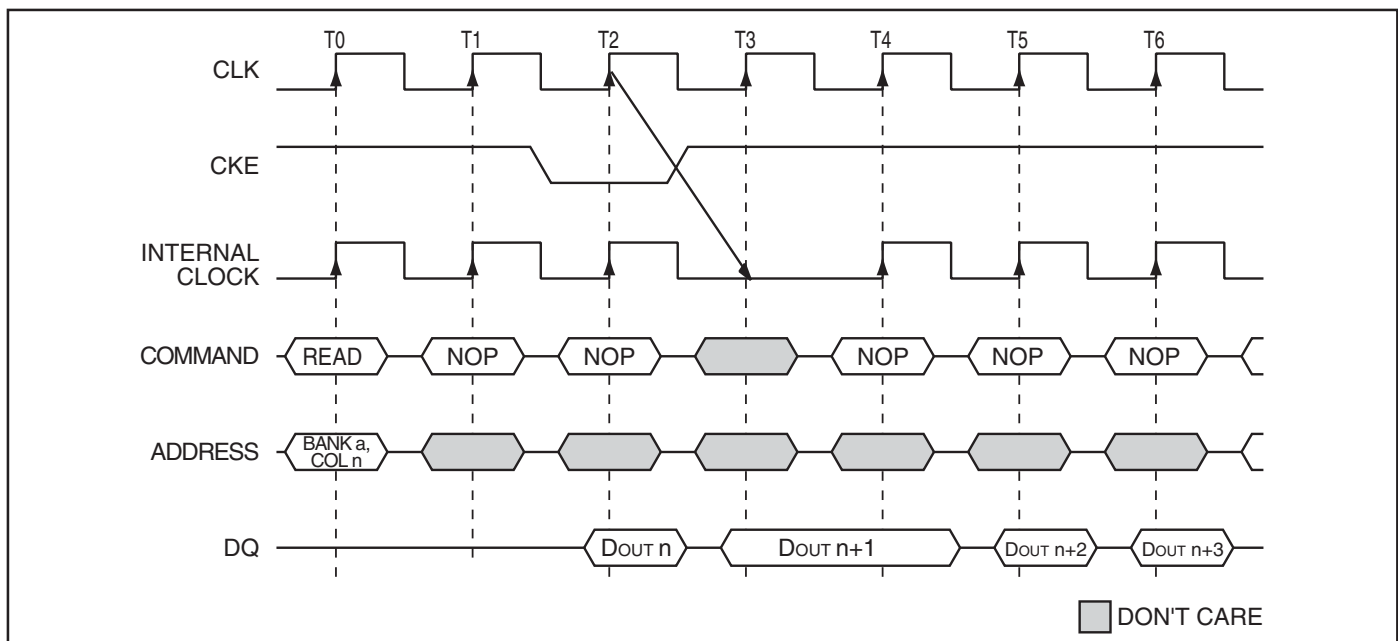 T0 T1 T2 T3 T4 T5 T6
CLK
CKE
INTERNAL
CLOCK
COMMAND READ NOP NOP NOP NOP NOP
ADDRESS BANK a,
COL n
DQ DOUT n DOUT n+1 DOUT n+2 DOUT n+3
DON'T CARE